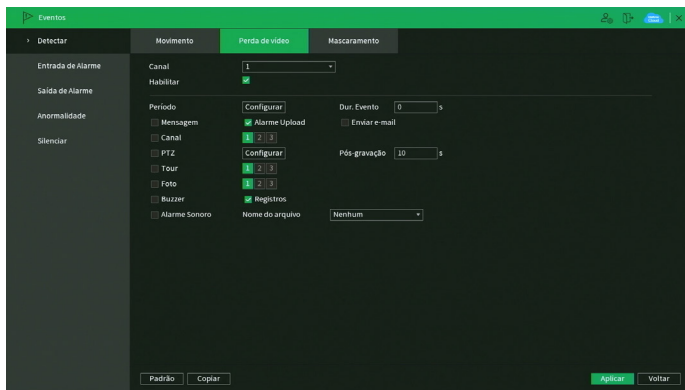 Eventos
Detectar
Movimento Perda de vídeo Mascaramento
Entrada de Alarme
Saída de Alarme
Anormalidade
Silenciar
Canal 1
Habilitar
Período Configurar Dur. Evento 0 s
Mensagem Alarme Upload Enviar e-mail
Canal 1 2 3
PTZ Configurar Pós-gravação 10 s
Tour 1 2 3
Foto 1 2 3
Buzzer Registros
Alarme Sonoro Nome do arquivo Nenhum
Padrão Copiar Aplicar Voltar